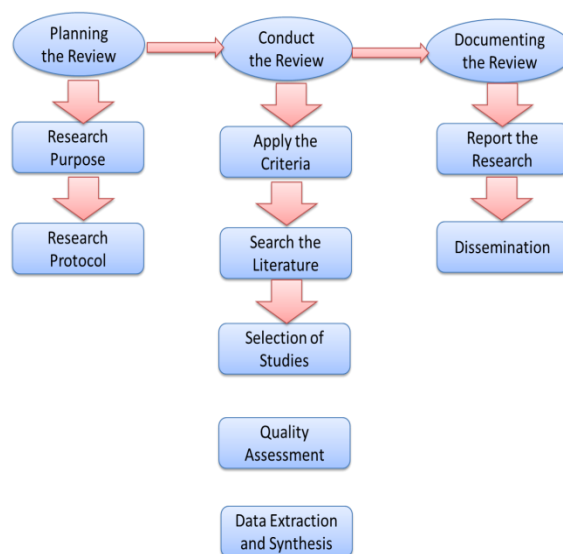 Planning
the Review
Conduct
the Review
Documenting
the Review
Research
Purpose
Apply the
Criteria
Report the
Research
Research
Protocol
Search the
Literature
Dissemination
Selection of
Studies
Quality
Assessment
Data Extraction
and Synthesis